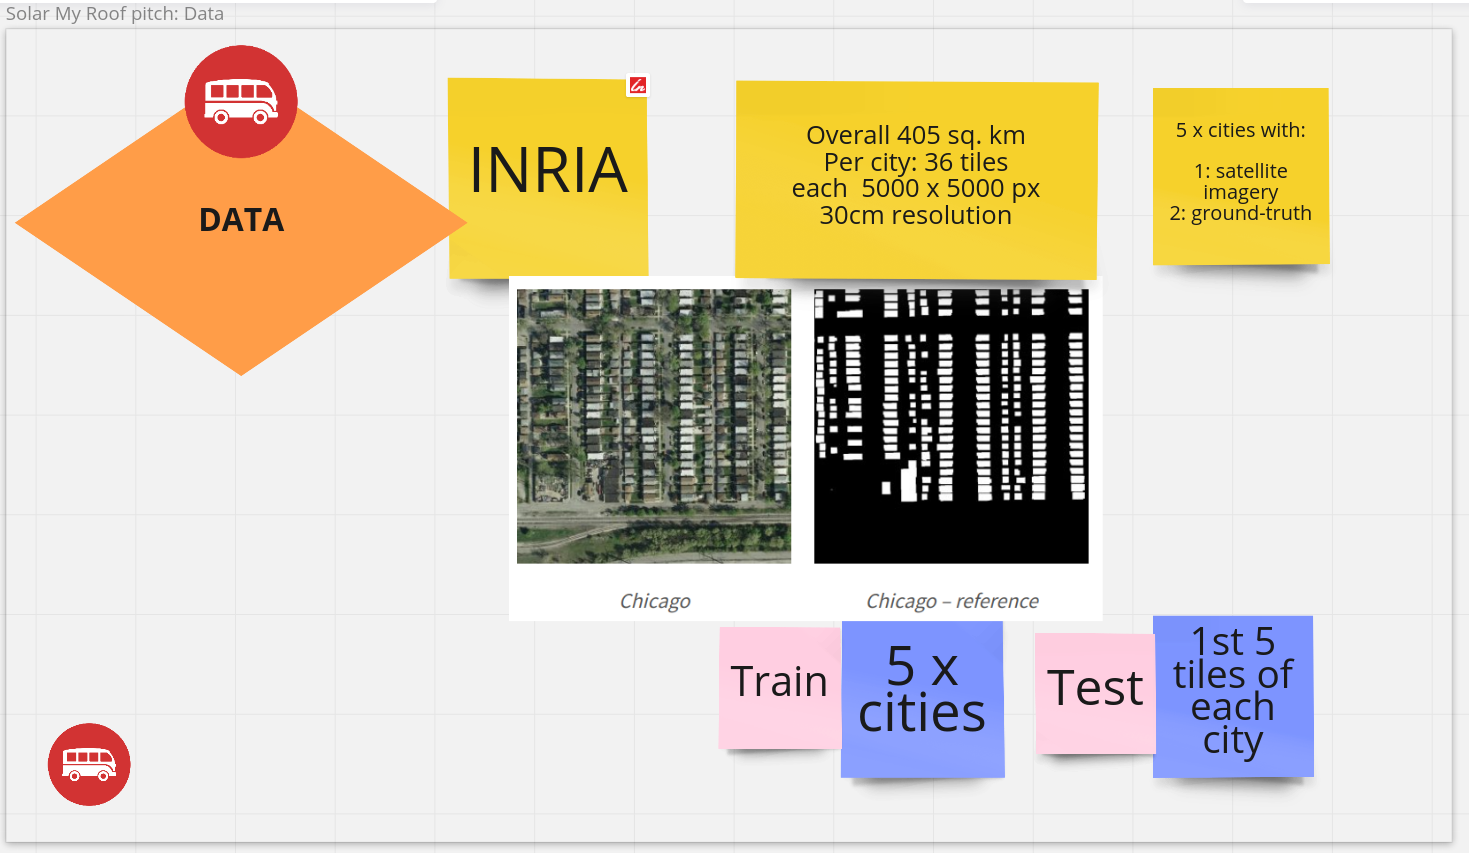 Solar My Roof pitch: Data
DATA
INRIA
Overall 405 sq. km
Per city: 36 tiles
each 5000 x 5000 px
30cm resolution
5 x cities with:
1: satellite
imagery
2: ground-truth
Chicago
Chicago – reference
Train
5 x
cities
Test
1st 5
tiles of
each
city